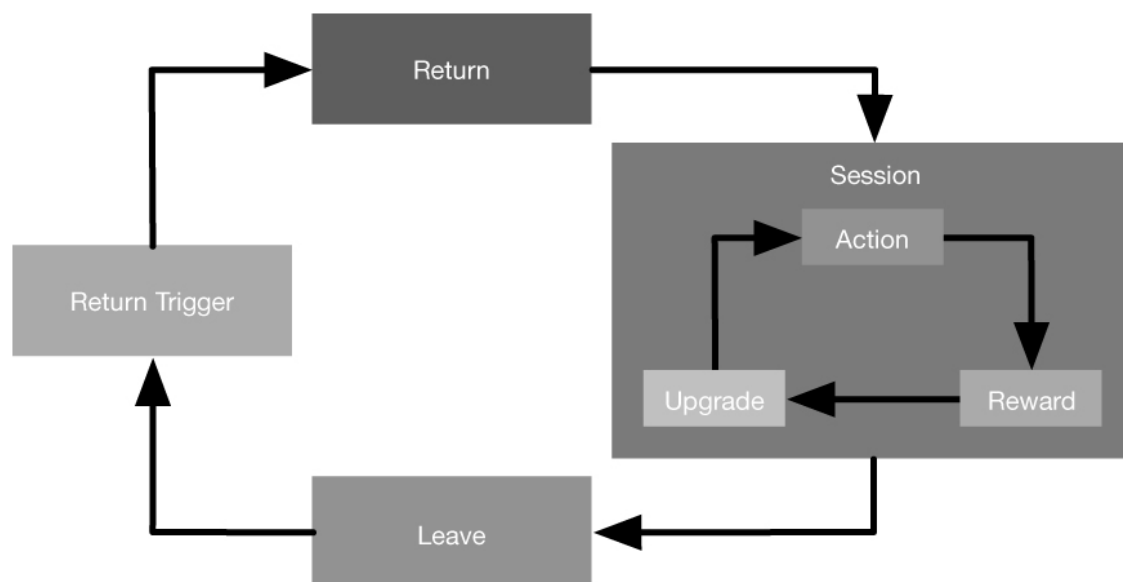 Return
Session
Action
Return Trigger
Upgrade
Reward
Leave